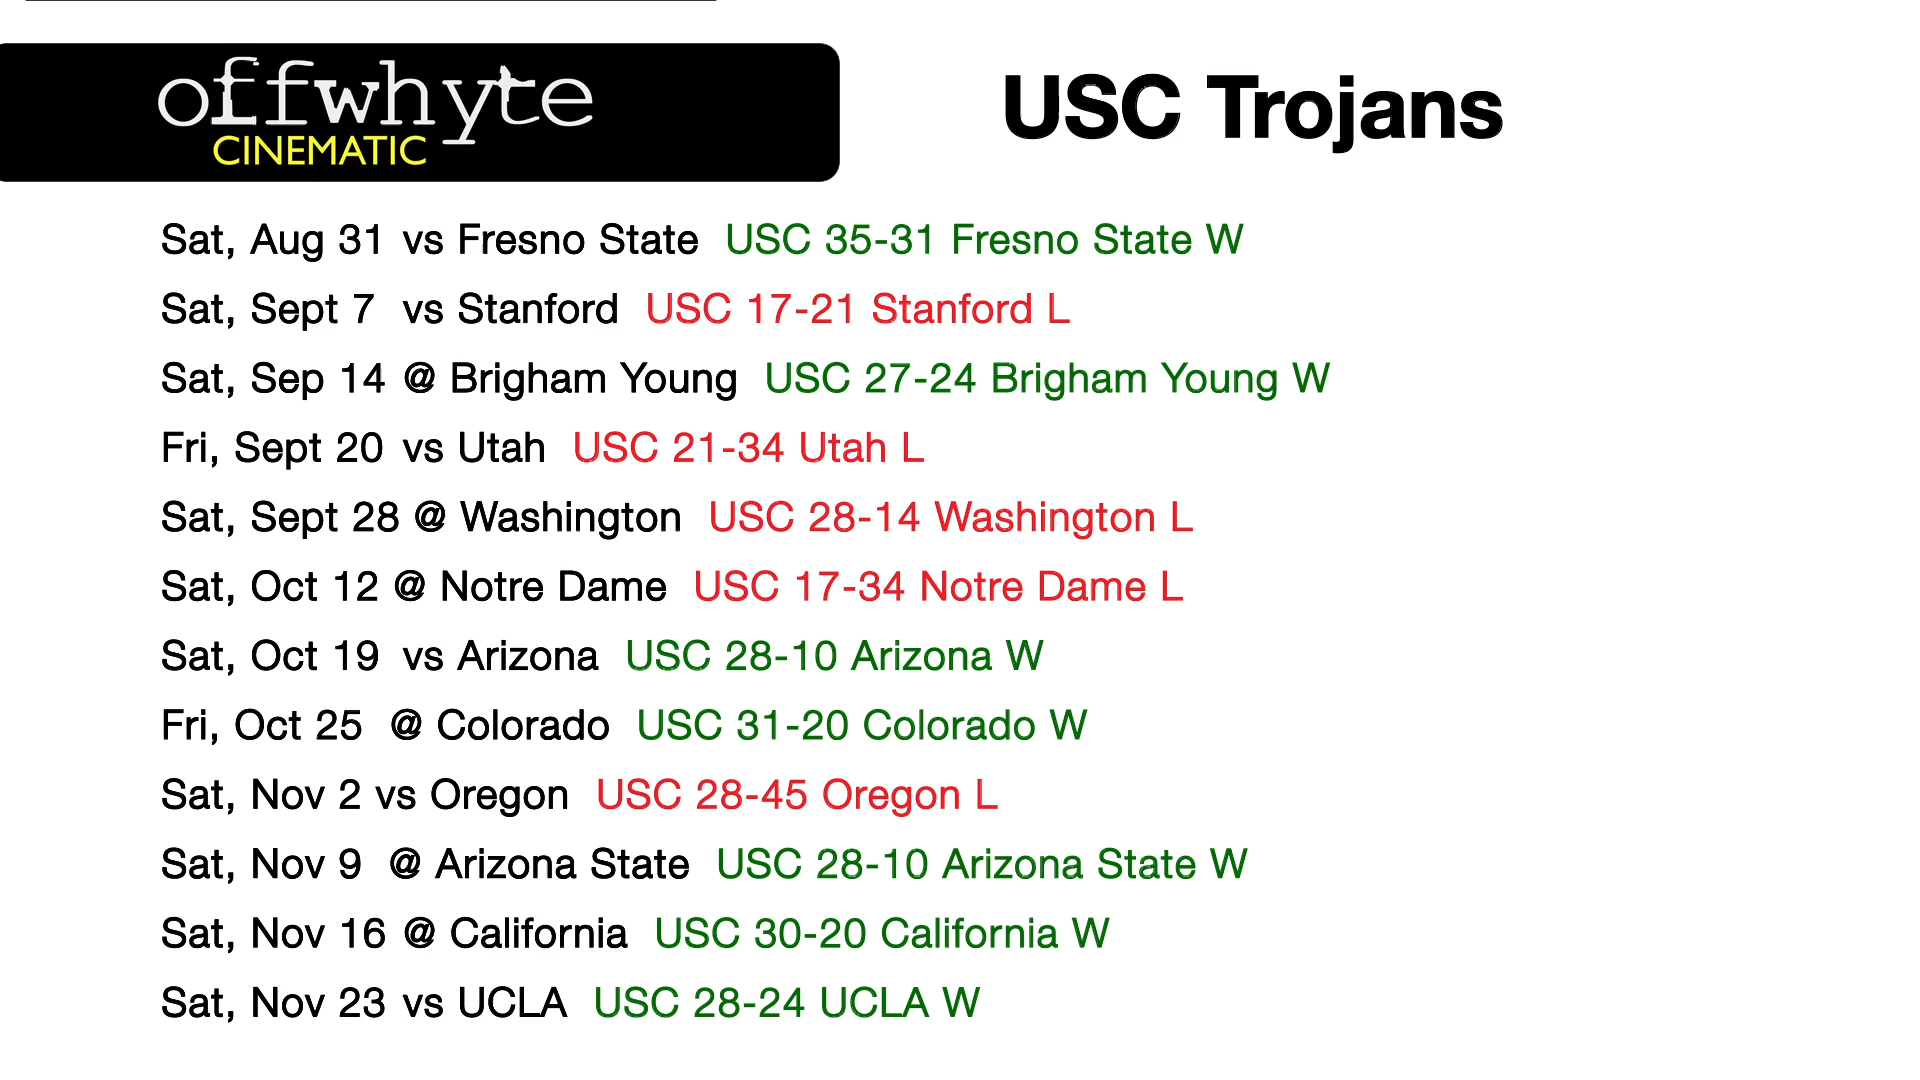 offwhyte
CINEMATIC
USC Trojans
Sat, Aug 31 vs Fresno State USC 35-31 Fresno State W
Sat, Sept 7 vs Stanford USC 17-21 Stanford L
Sat, Sep 14 @ Brigham Young USC 27-24 Brigham Young W
Fri, Sept 20 vs Utah USC 21-34 Utah L
Sat, Sept 28 @ Washington USC 28-14 Washington L
Sat, Oct 12 @ Notre Dame USC 17-34 Notre Dame L
Sat, Oct 19 vs Arizona USC 28-10 Arizona W
Fri, Oct 25 @ Colorado USC 31-20 Colorado W
Sat, Nov 2 vs Oregon USC 28-45 Oregon L
Sat, Nov 9 @ Arizona State USC 28-10 Arizona State W
Sat, Nov 16 @ California USC 30-20 California W
Sat, Nov 23 vs UCLA USC 28-24 UCLA W